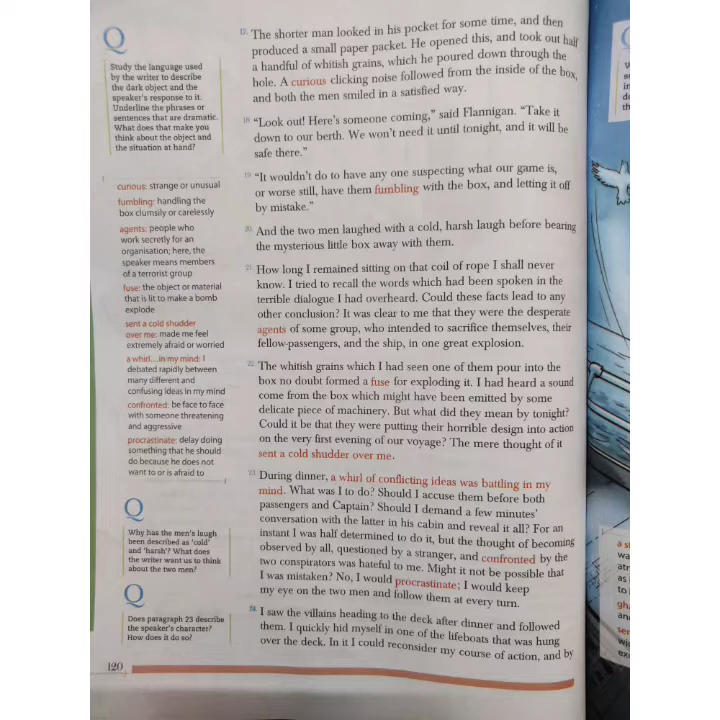 Q
Study the language used
by the writer to describe
the dark object and the
speaker's response to it.
Underline the phrases or
sentences that are dramatic.
What does that make you
think about the object and
the situation at hand?
curious: strange or unusual
fumbling: handling the
box clumsily or carelessly
agents: people who
work secretly for an
organisation; here, the
speaker means members
of a terrorist group
fuse: the object or material
that is lit to make a bomb
explode
sent a cold shudder
over me: made me feel
extremely afraid or worried
a whirl...in my mind: I
debated rapidly between
many different and
confusing ideas in my mind
confronted: be face to face
with someone threatening
and aggressive
procrastinate: delay doing
something that he should
do because he does not
want to or is afraid to
Q
Why has the men's laugh
been described as 'cold'
and 'harsh'? What does
the writer want us to think
about the two men?
Q
Does paragraph 23 describe
the speaker's character?
How does it do so?
120
17. The shorter man looked in his pocket for some time, and then
produced a small paper packet. He opened this, and took out half
a handful of whitish grains, which he poured down through the
hole. A curious clicking noise followed from the inside of the box,
and both the men smiled in a satisfied way.
18. "Look out! Here's someone coming," said Flannigan. "Take it
down to our berth. We won't need it until tonight, and it will be
safe there."
19. "It wouldn't do to have any one suspecting what our game is,
or worse still, have them fumbling with the box, and letting it off
by mistake."
20. And the two men laughed with a cold, harsh laugh before bearing
the mysterious little box away with them.
21. How long I remained sitting on that coil of rope I shall never
know. I tried to recall the words which had been spoken in the
terrible dialogue I had overheard. Could these facts lead to any
other conclusion? It was clear to me that they were the desperate
agents of some group, who intended to sacrifice themselves, their
fellow-passengers, and the ship, in one great explosion.
22. The whitish grains which I had seen one of them pour into the
box no doubt formed a fuse for exploding it. I had heard a sound
come from the box which might have been emitted by some
delicate piece of machinery. But what did they mean by tonight?
Could it be that they were putting their horrible design into action
on the very first evening of our voyage? The mere thought of it
sent a cold shudder over me.
23. During dinner, a whirl of conflicting ideas was battling in my
mind. What was I to do? Should I accuse them before both
passengers and Captain? Should I demand a few minutes'
conversation with the latter in his cabin and reveal it all? For an
instant I was half determined to do it, but the thought of becoming
observed by all, questioned by a stranger, and confronted by the
two conspirators was hateful to me. Might it not be possible that
I was mistaken? No, I would procrastinate; I would keep
my eye on the two men and follow them at every turn.
24. I saw the villains heading to the deck after dinner and followed
them. I quickly hid myself in one of the lifeboats that was hung
over the deck. In it I could reconsider my course of action, and by